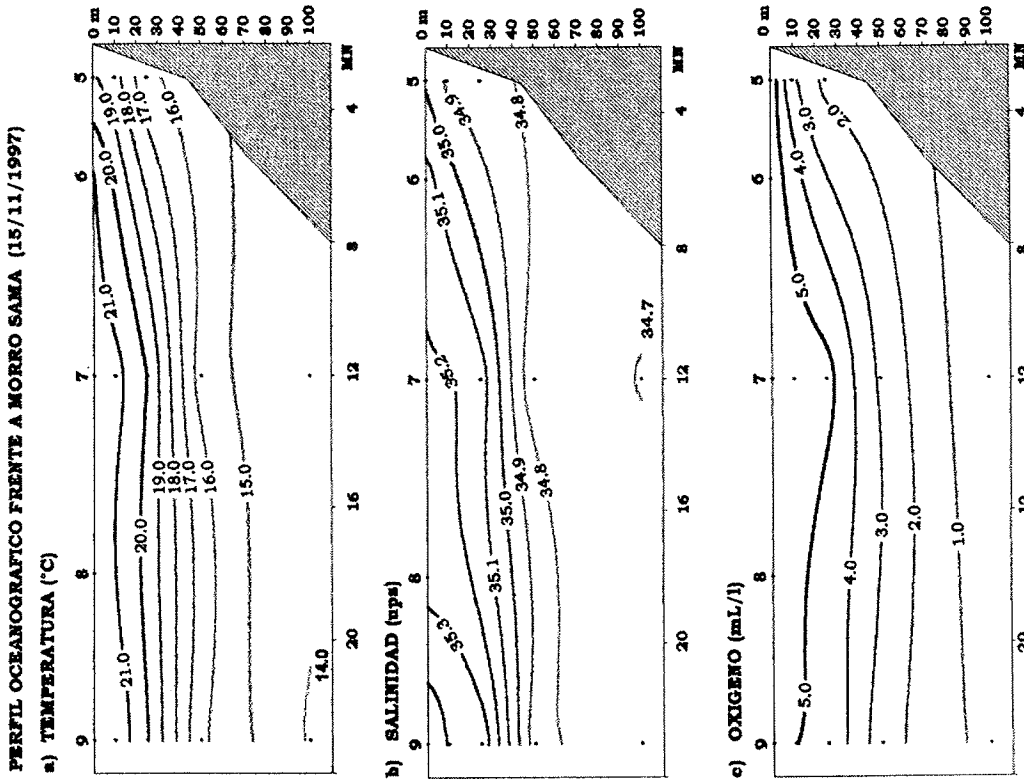 PERFIL OCEANOGRAFICO FRENTE A MORRO SAMA (15/11/1997)
a) TEMPERATURA (°C)
9 8 7 6 5
0 m
10
20
30
40
50
60
70
80
90
100
MN
21.0 21.0
20.0 20.0
19.0 19.0
18.0 18.0
17.0 17.0
16.0 16.0
15.0
14.0
20 16 12 8 4
b) SALINIDAD (ups)
9 8 7 6 5
0 m
10
20
30
40
50
60
70
80
90
100
MN
35.3 35.2 35.1 35.0 34.9
35.1
35.0
34.9 34.8
34.8
34.7
20 16 12 8 4
c) OXIGENO (mL/l)
9 8 7 6 5
0 m
10
20
30
40
50
60
70
80
90
100
MN
5.0 5.0
4.0 4.0
3.0 3.0
2.0 2.0
1.0
20 12 12 8 4